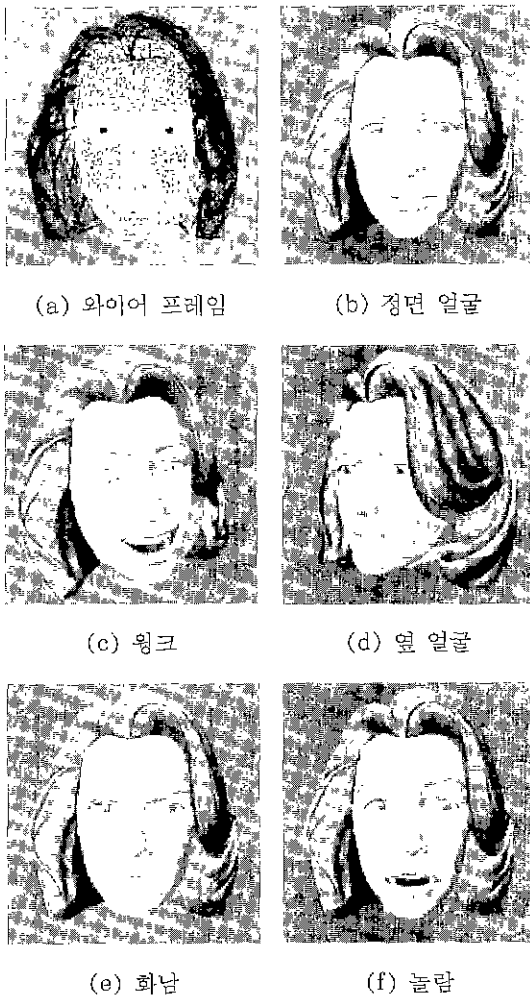 (a) 와이어 프레임
(b) 정면 얼굴
(c) 윙크
(d) 옆 얼굴
(e) 화남
(f) 놀람